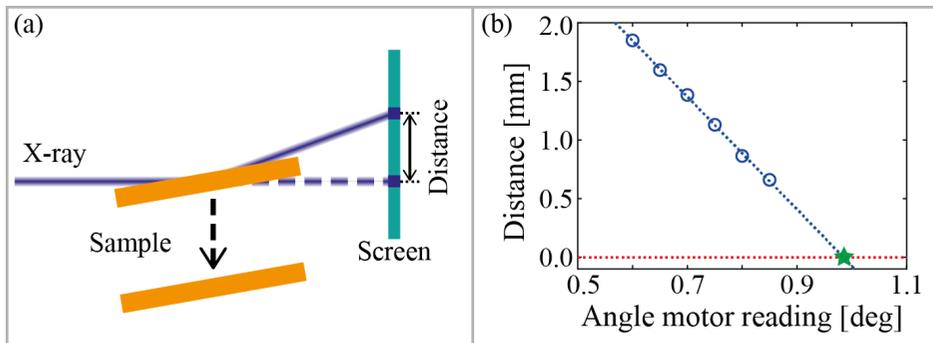 (a)
X-ray
Distance
Sample
Screen
(b)
2.0
1.5
1.0
0.5
0.0
Distance [mm]
0.5 0.7 0.9 1.1
Angle motor reading [deg]